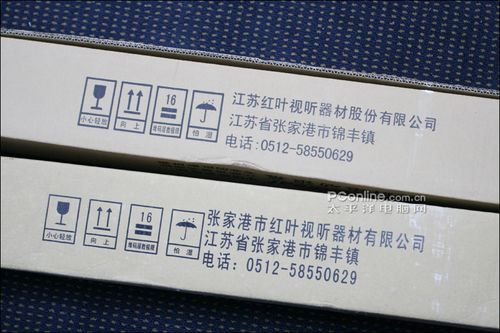 16
小心轻放
向上
堆码层数极限
怕湿
江苏红叶视听器材股份有限公司
江苏省张家港市锦丰镇
电话:0512-58550629
PConline.com.cn
太平洋电脑网
16
小心轻放
向上
堆码层数极限
怕湿
张家港市红叶视听器材有限公司
江苏省张家港市锦丰镇
电话: 0512-58550629